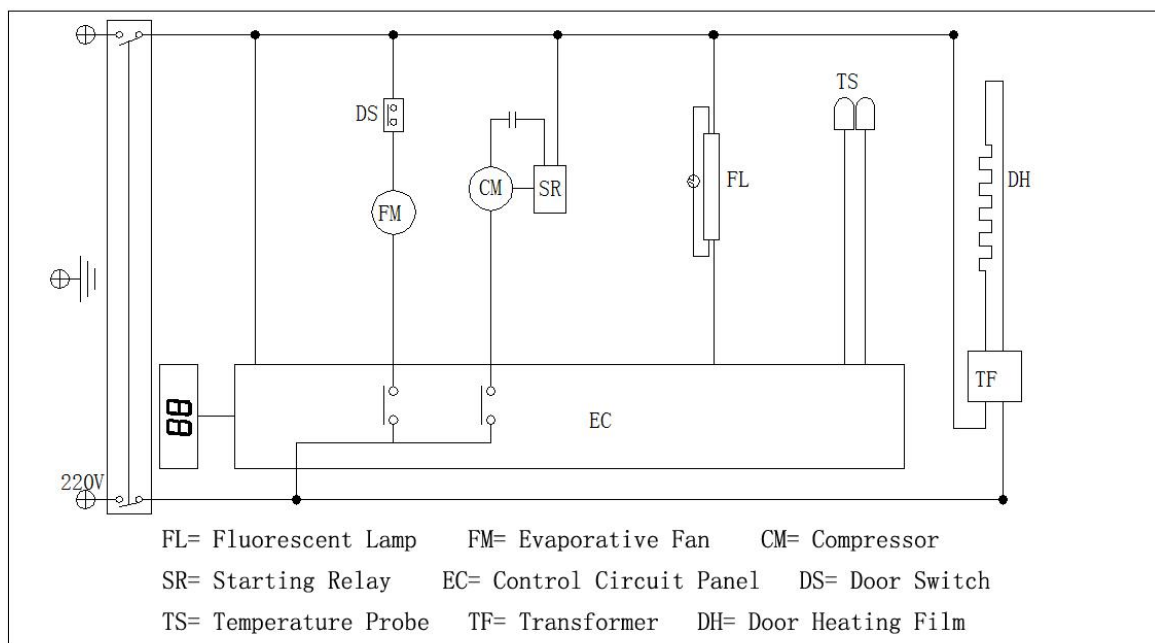 TS
DS
CM
SR
FL
DH
FM
TF
88
EC
220V
FL= Fluorescent Lamp FM= Evaporative Fan CM= Compressor
SR= Starting Relay EC= Control Circuit Panel DS= Door Switch
TS= Temperature Probe TF= Transformer DH= Door Heating Film